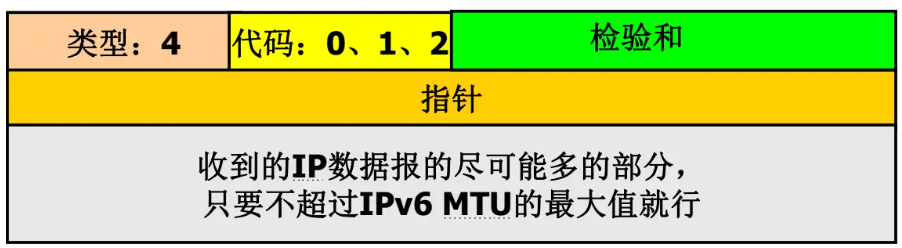 类型：4
代码：0、1、2
检验和
指针
收到的IP数据报的尽可能多的部分，
只要不超过IPv6 MTU的最大值就行